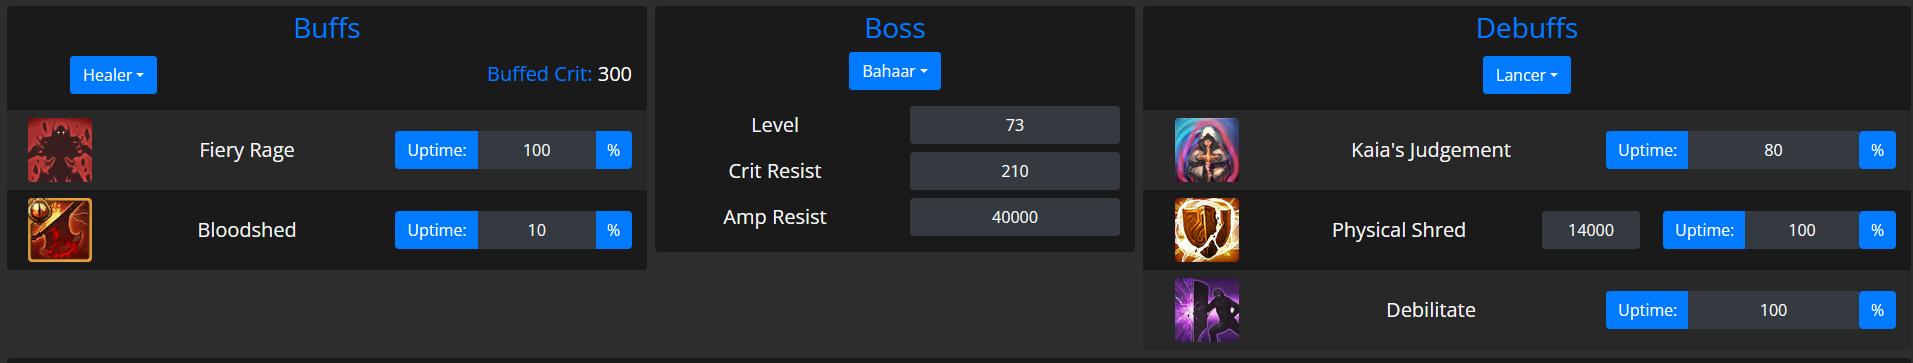 Buffs
Healer
Buffed Crit: 300
Fiery Rage Uptime: 100 %
Bloodshed Uptime: 10 %
Boss
Bahaar
Level 73
Crit Resist 210
Amp Resist 40000
Debuffs
Lancer
Kaia's Judgement Uptime: 80 %
Physical Shred 14000 Uptime: 100 %
Debilitate Uptime: 100 %